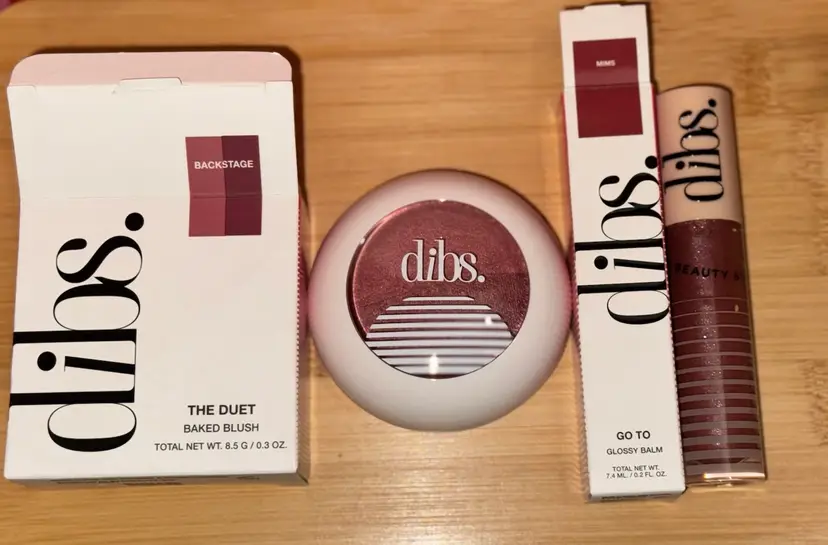 dibs.
BACKSTAGE
THE DUET
BAKED BLUSH
TOTAL NET WT. 8.5 G / 0.3 OZ.
dibs.
MIMS
dibs.
GO TO
GLOSSY BALM
TOTAL NET WT.
7.4 ML. / 0.2 FL. OZ.
dibs.
BEAUTY